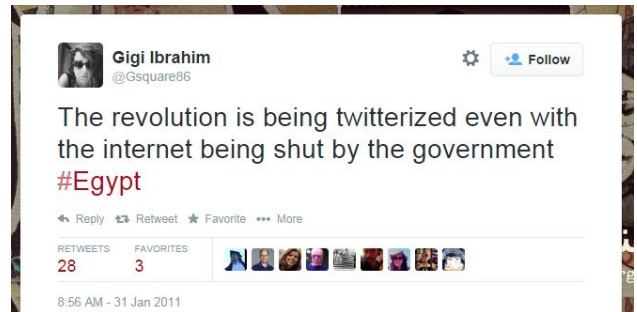 Gigi Ibrahim
@Gsquare86
Follow
The revolution is being twitterized even with
the internet being shut by the government
#Egypt
Reply Retweet Favorite More
RETWEETS FAVORITES
28 3
8:56 AM - 31 Jan 2011